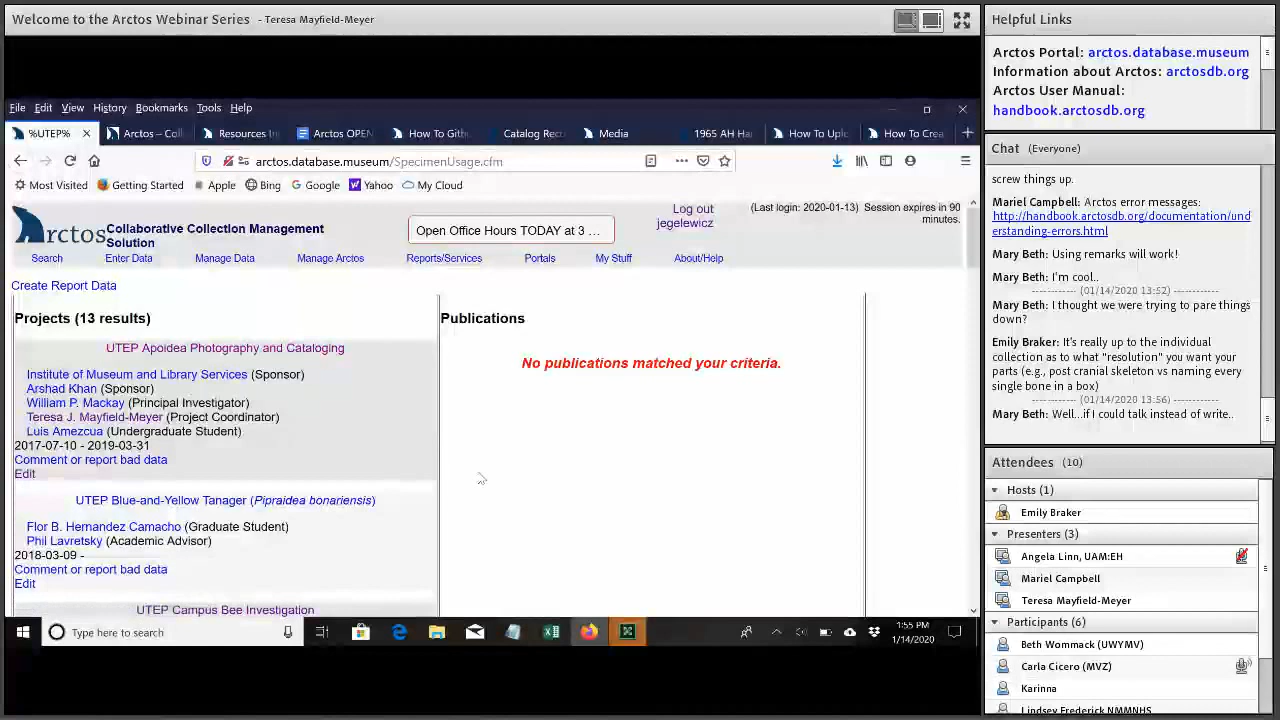 Welcome to the Arctos Webinar Series - Teresa Mayfield-Meyer
File Edit View History Bookmarks Tools Help
%UTEP% Arctos – Coll Resources In Arctos OPEN How To Gith Catalog Reco Media 1965 AH Har How To Uplo How To Crea
arctos.database.museum/SpecimenUsage.cfm
Most Visited Getting Started Apple Bing Google Yahoo My Cloud
Arctos
Collaborative Collection Management
Solution
Open Office Hours TODAY at 3 ...
Log out
jegelewicz
(Last login: 2020-01-13) Session expires in 90
minutes.
Search Enter Data Manage Data Manage Arctos Reports/Services Portals My Stuff About/Help
Create Report Data
Projects (13 results)
UTEP Apoidea Photography and Cataloging
Institute of Museum and Library Services (Sponsor)
Arshad Khan (Sponsor)
William P. Mackay (Principal Investigator)
Teresa J. Mayfield-Meyer (Project Coordinator)
Luis Amezcua (Undergraduate Student)
2017-07-10 - 2019-03-31
Comment or report bad data
Edit
UTEP Blue-and-Yellow Tanager (Pipraidea bonariensis)
Flor B. Hernandez Camacho (Graduate Student)
Phil Lavretsky (Academic Advisor)
2018-03-09 -
Comment or report bad data
Edit
UTEP Campus Bee Investigation
Publications
No publications matched your criteria.
Type here to search
1:55 PM
1/14/2020
Helpful Links
Arctos Portal: arctos.database.museum
Information about Arctos: arctosdb.org
Arctos User Manual:
handbook.arctosdb.org
Chat (Everyone)
screw things up.
Mariel Campbell: Arctos error messages:
http://handbook.arctosdb.org/documentation/und
erstanding-errors.html
Mary Beth: Using remarks will work!
Mary Beth: I'm cool..
------------ (01/14/2020 13:52) ------------
Mary Beth: I thought we were trying to pare things
down?
Emily Braker: It's really up to the individual
collection as to what "resolution" you want yoir
parts (e.g., post cranial skeleton vs naming every
single bone in a box)
------------ (01/14/2020 13:56) ------------
Mary Beth: Well...if I could talk instead of write..
Attendees (10)
Hosts (1)
Emily Braker
Presenters (3)
Angela Linn, UAM:EH
Mariel Campbell
Teresa Mayfield-Meyer
Participants (6)
Beth Wommack (UWYMV)
Carla Cicero (MVZ)
Karinna
Lindsey Frederick NMMNHS